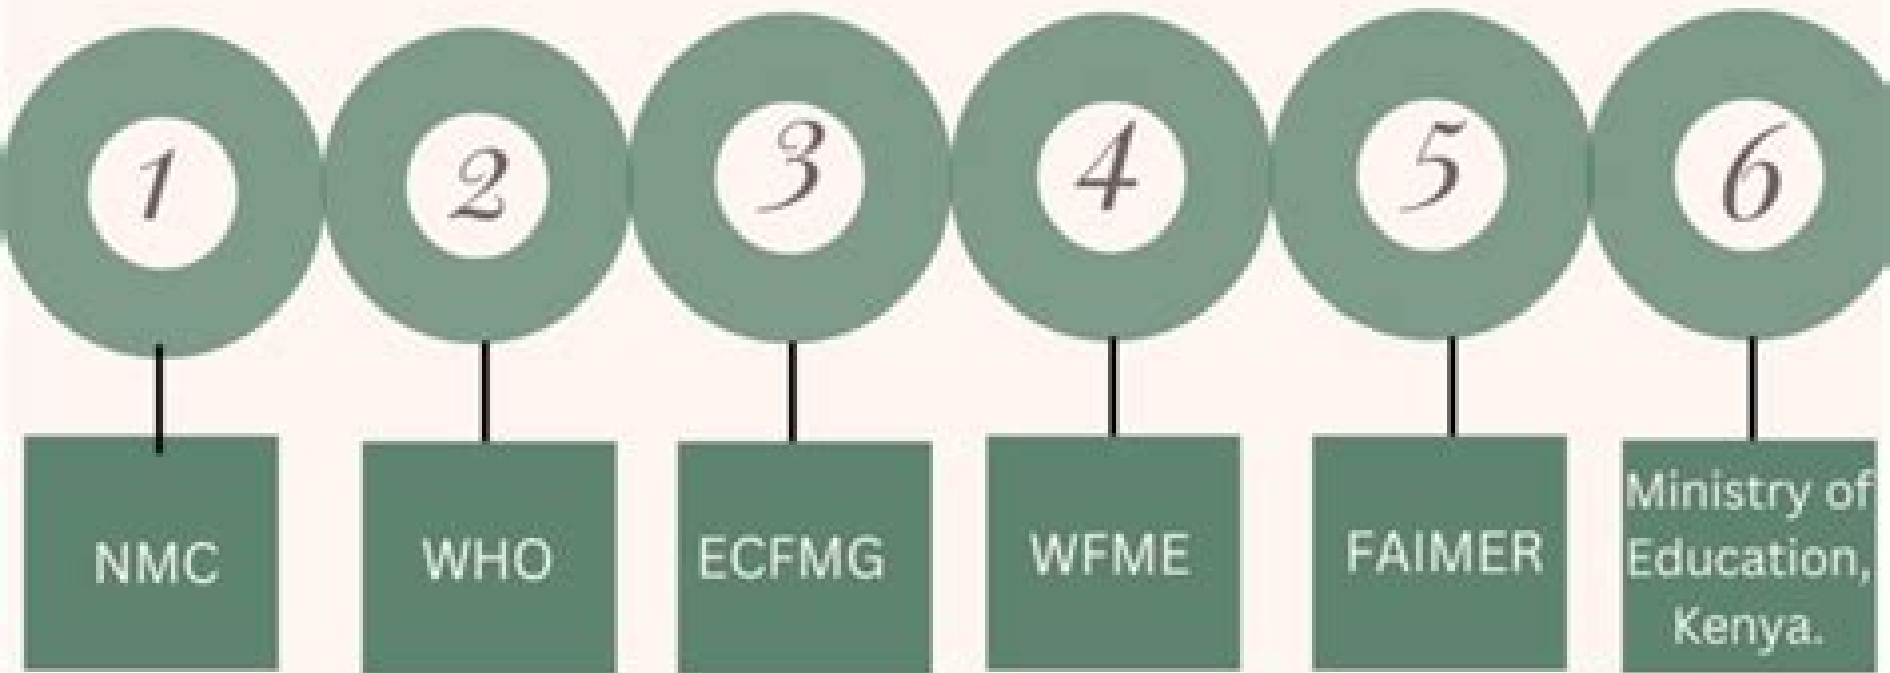 1
2
3
4
5
6
NMC
WHO
ECFMG
WFME
FAIMER
Ministry of
Education,
Kenya.